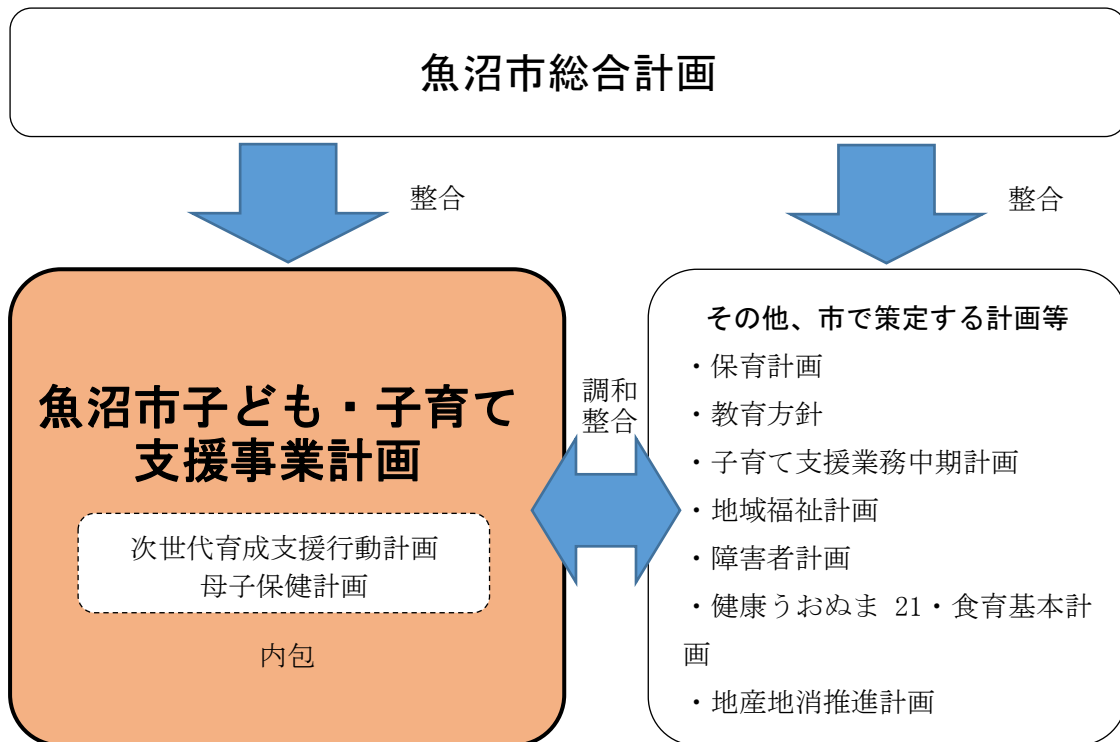 魚沼市総合計画
整合
整合
魚沼市子ども・子育て
支援事業計画
次世代育成支援行動計画
母子保健計画
内包
調和
整合
その他、市で策定する計画等
・保育計画
・教育方針
・子育て支援業務中期計画
・地域福祉計画
・障害者計画
・健康うおぬま 21・食育基本計
画
・地産地消推進計画